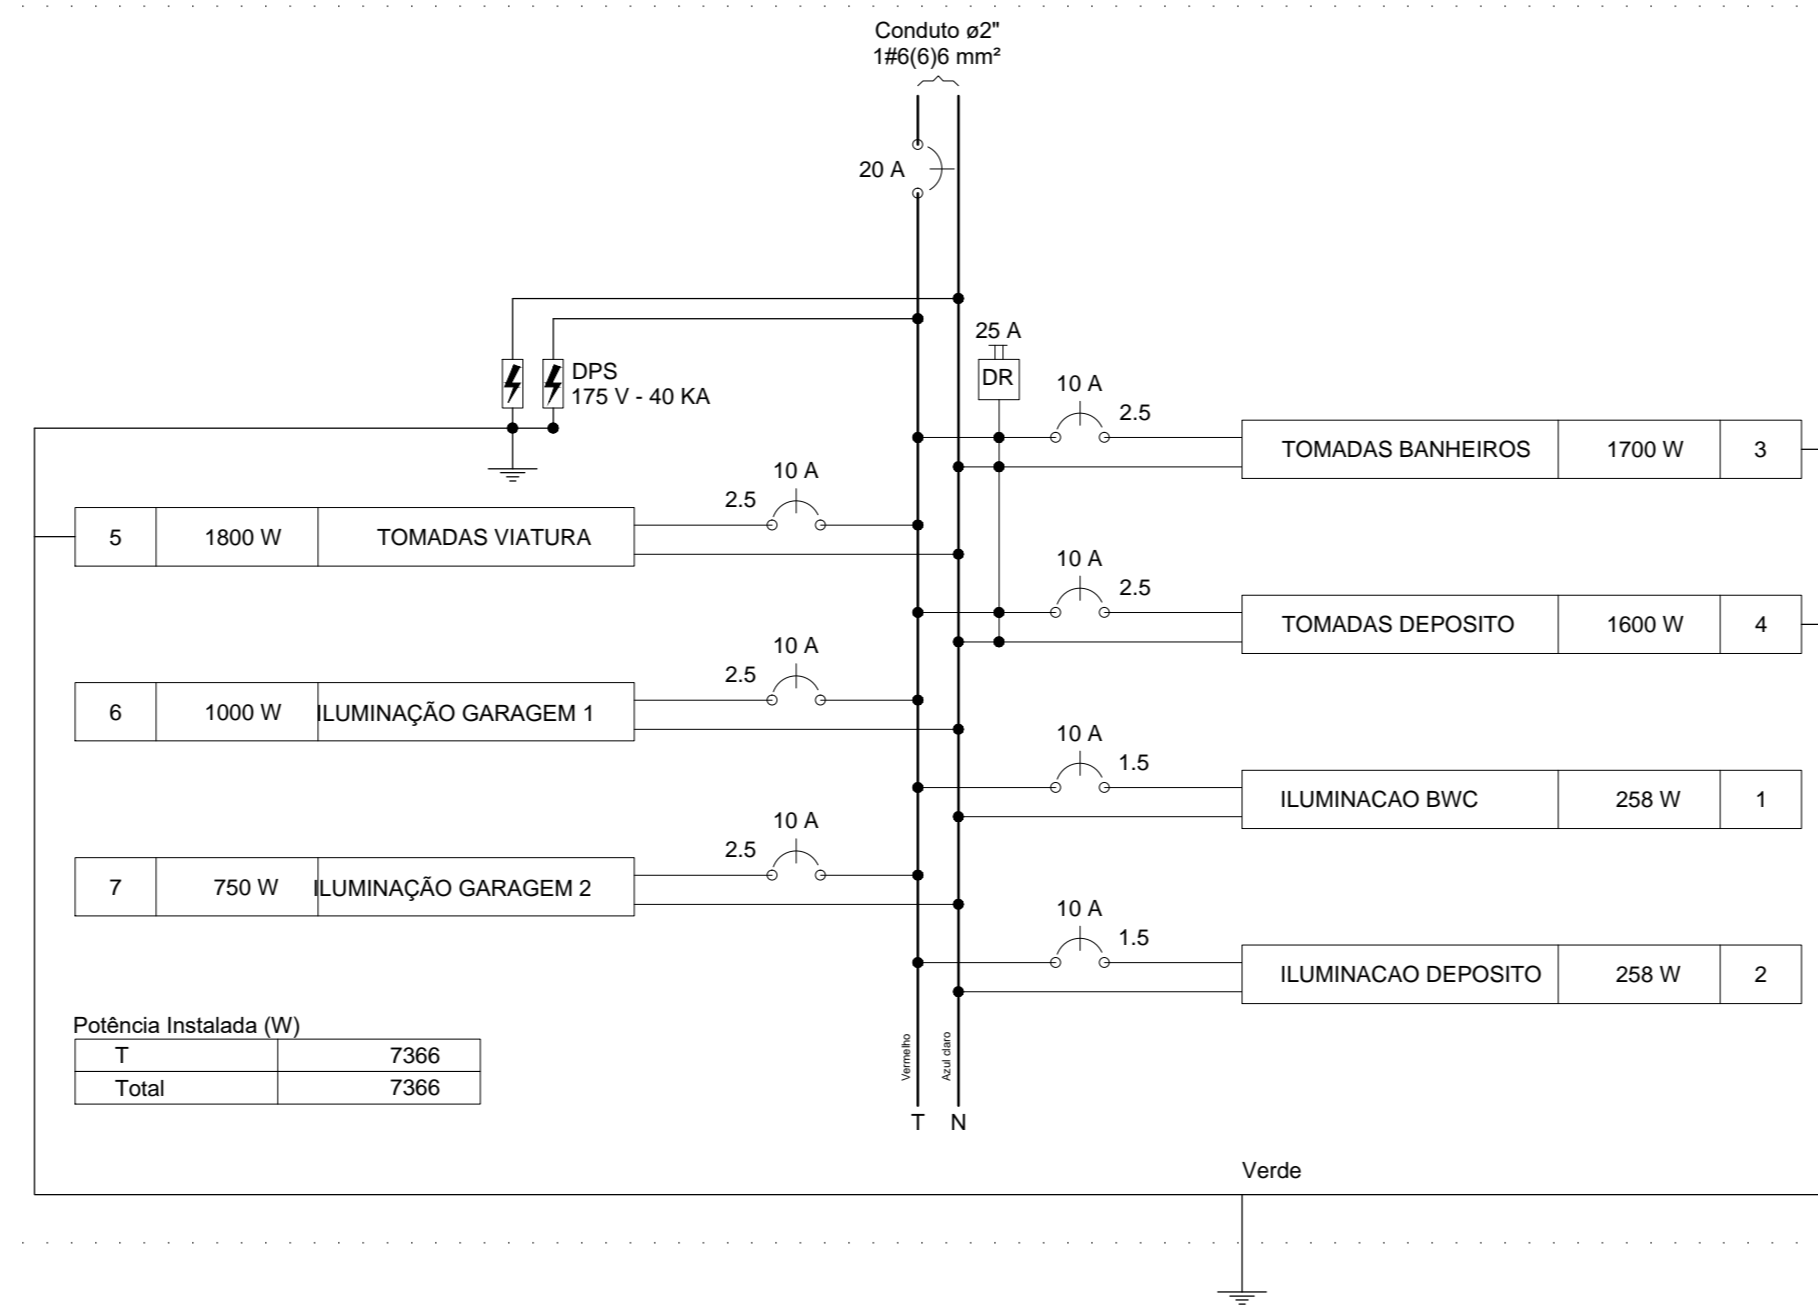 Conduto ø2"
1#6(6)6 mm²
20 A
25 A
DR
DPS
175 V - 40 KA
10 A
2.5
TOMADAS BANHEIROS 1700 W 3
10 A
2.5
5 1800 W TOMADAS VIATURA
10 A
2.5
TOMADAS DEPOSITO 1600 W 4
10 A
2.5
6 1000 W ILUMINAÇÃO GARAGEM 1
10 A
1.5
ILUMINACAO BWC 258 W 1
10 A
2.5
7 750 W ILUMINAÇÃO GARAGEM 2
10 A
1.5
ILUMINACAO DEPOSITO 258 W 2
Potência Instalada (W)
T 7366
Total 7366
Vermelho
Azul claro
T N
Verde